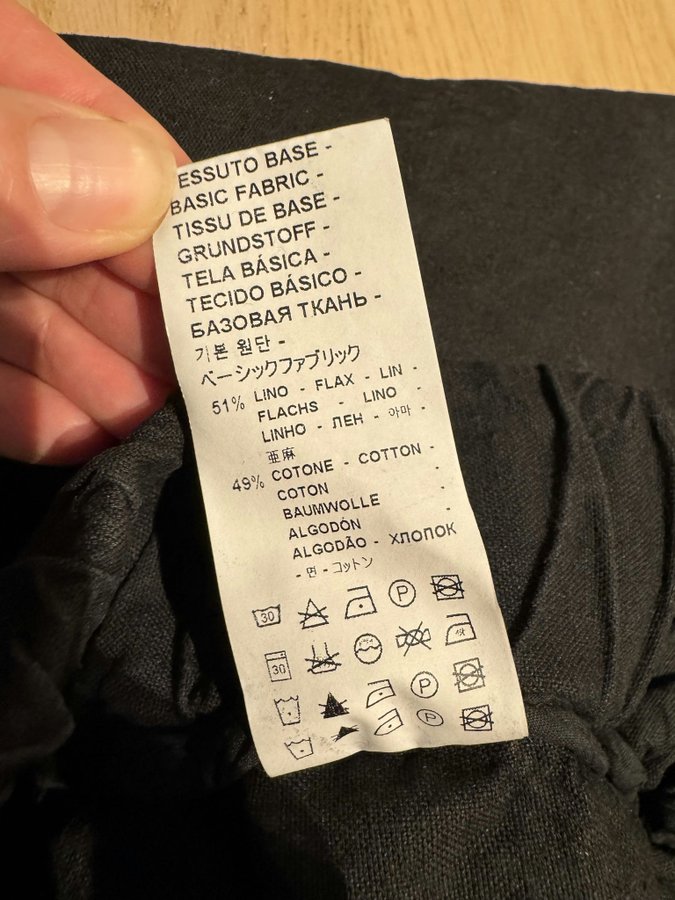 ESSUTO BASE -
BASIC FABRIC -
TISSU DE BASE -
GRUNDSTOFF -
TELA BÁSICA -
TECIDO BÁSICO -
БАЗОВАЯ ТКАНЬ -
기본 원단 -
ベーシックファブリック
51% LINO - FLAX - LIN -
FLACHS - LINO -
LINHO - ЛЕН - 아마 -
亜麻
49% COTONE - COTTON -
COTON -
BAUMWOLLE -
ALGODÓN -
ALGODÃO - ХЛОПОК
- 면 - コットン
30 P
30
P
P